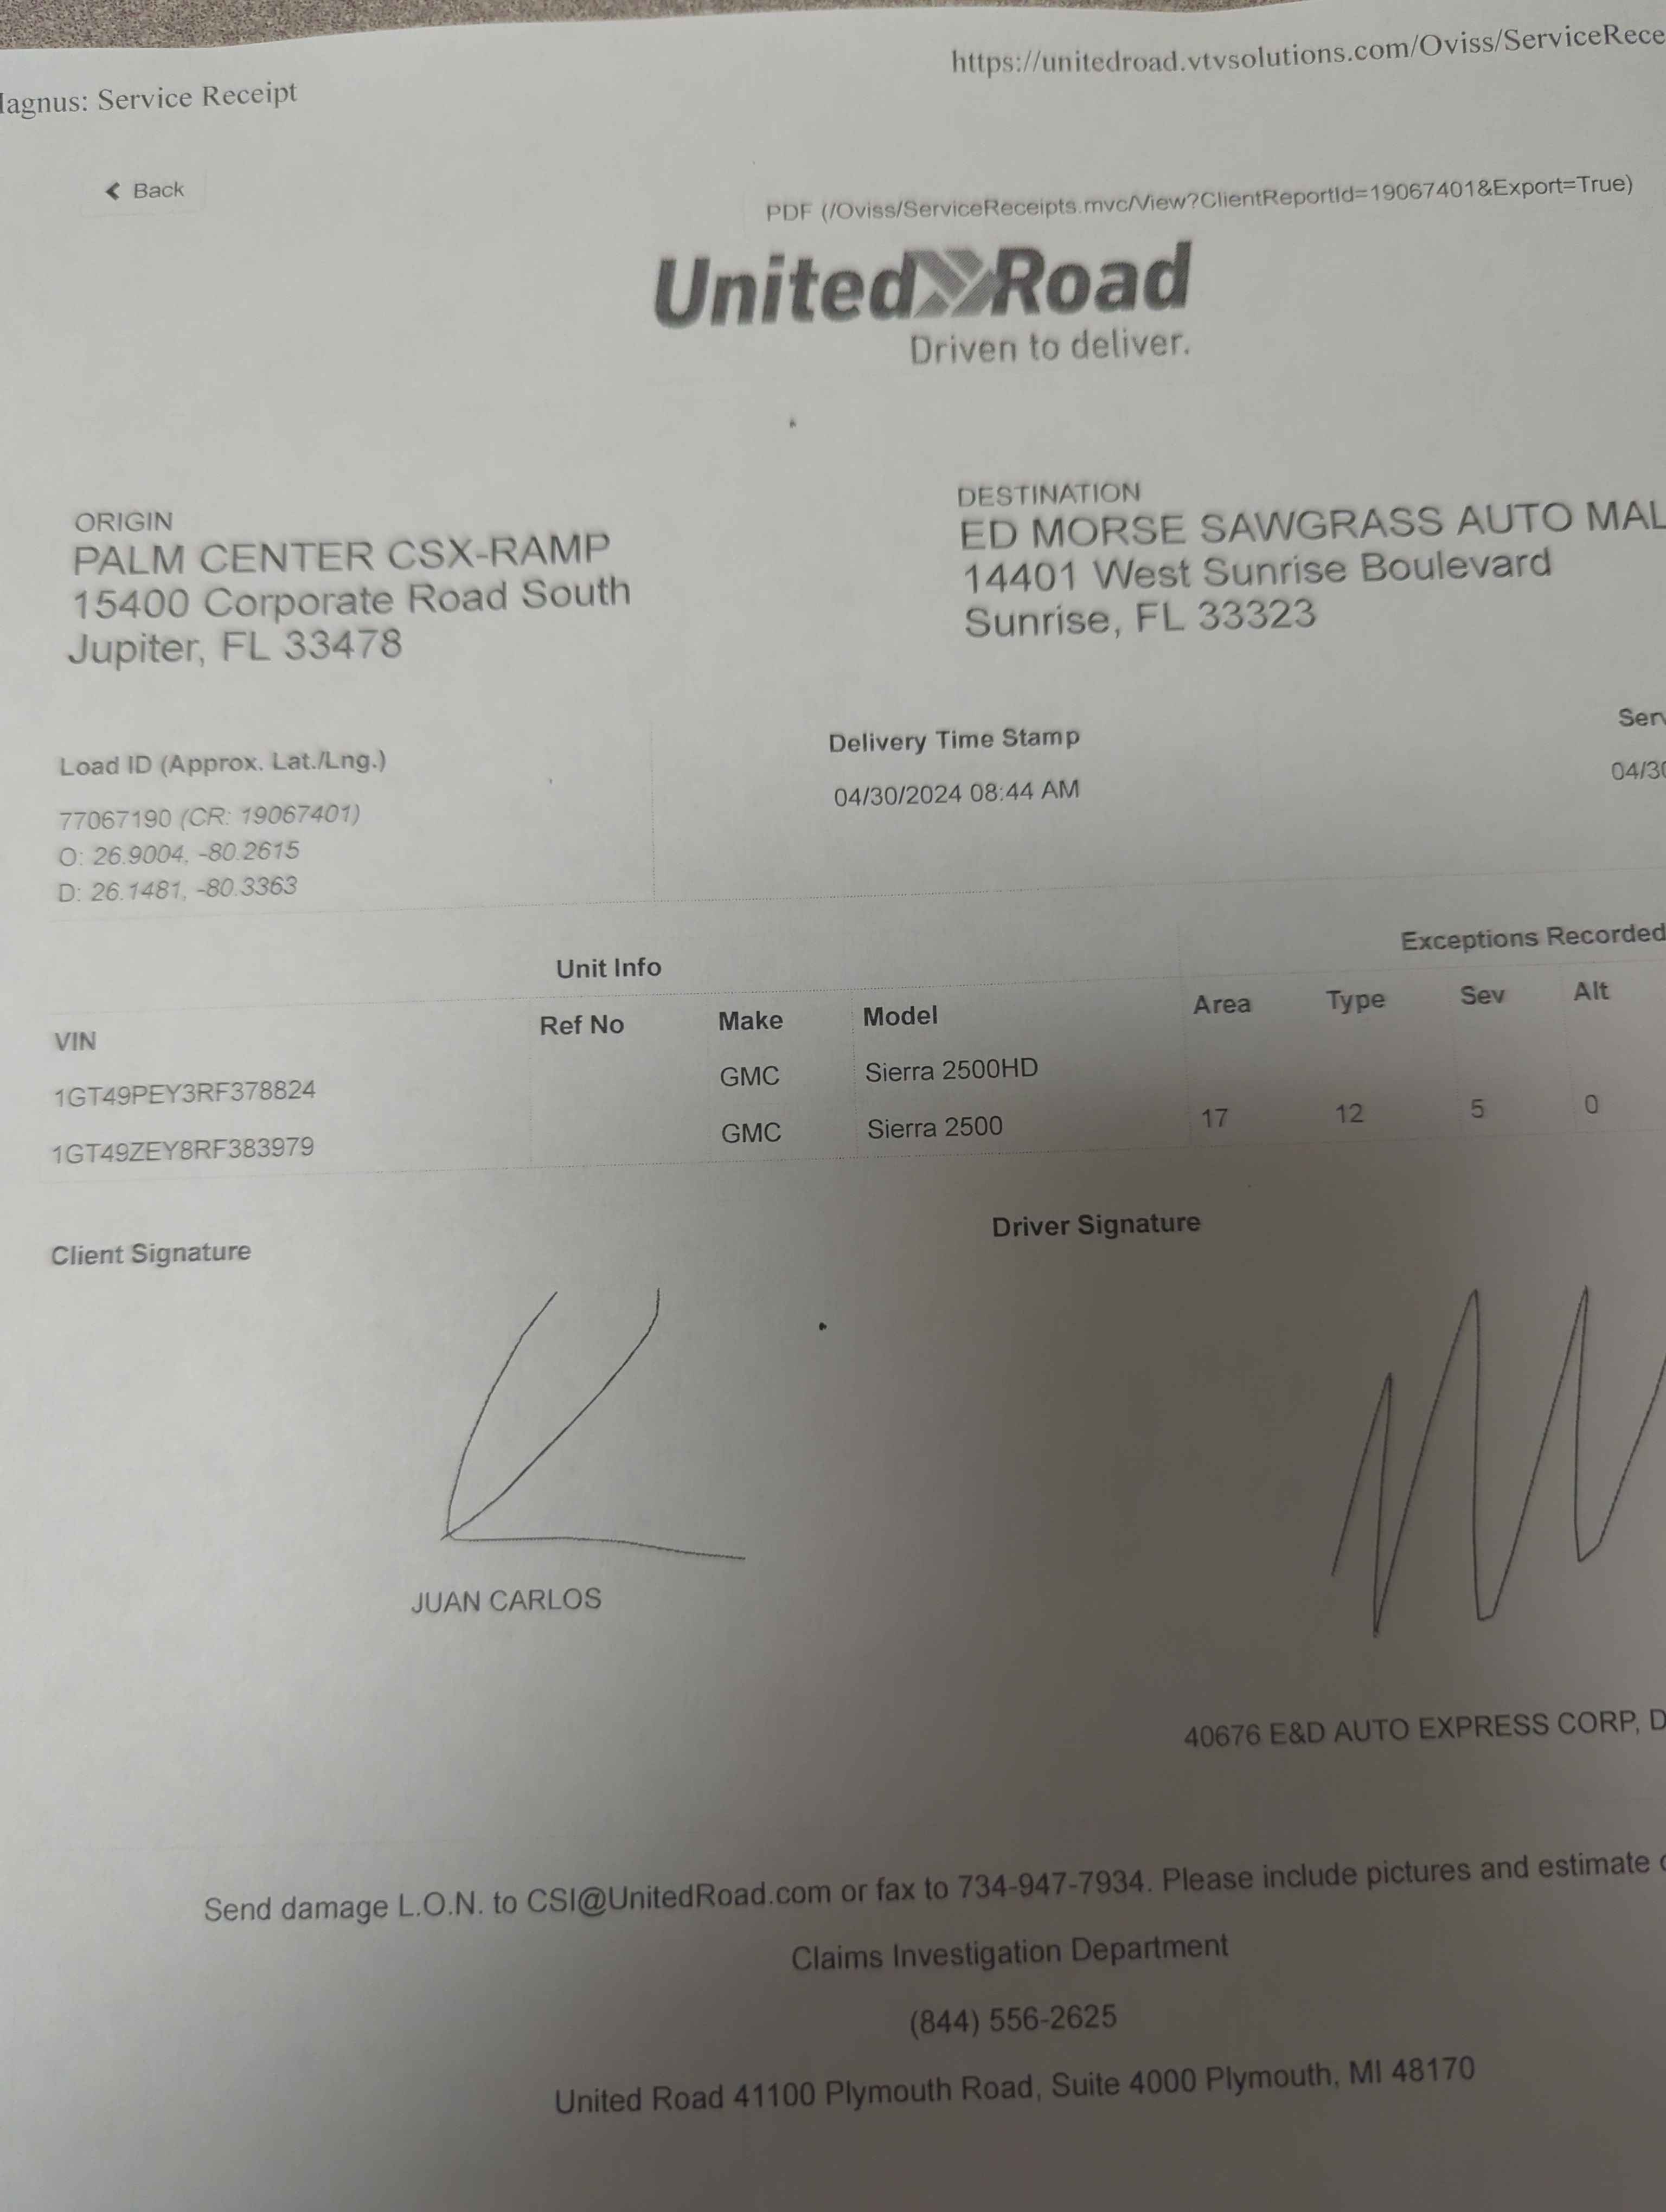 https://unitedroad.vtvsolutions.com/Oviss/ServiceRece
Magnus: Service Receipt
Back
PDF (/Oviss/ServiceReceipts.mvc/View?ClientReportId=19067401&Export=True)
United Road
Driven to deliver.
ORIGIN
PALM CENTER CSX-RAMP
15400 Corporate Road South
Jupiter, FL 33478
DESTINATION
ED MORSE SAWGRASS AUTO MAL
14401 West Sunrise Boulevard
Sunrise, FL 33323
Load ID (Approx. Lat./Lng.)
77067190 (CR: 19067401)
O: 26.9004, -80.2615
D: 26.1481, -80.3363
Delivery Time Stamp
04/30/2024 08:44 AM
Serv
04/30
Unit Info Exceptions Recorded
VIN Ref No Make Model Area Type Sev Alt
1GT49PEY3RF378824 GMC Sierra 2500HD
1GT49ZEY8RF383979 GMC Sierra 2500 17 12 5 0
Client Signature
JUAN CARLOS
Driver Signature
40676 E&D AUTO EXPRESS CORP, D
Send damage L.O.N. to CSI@UnitedRoad.com or fax to 734-947-7934. Please include pictures and estimate
Claims Investigation Department
(844) 556-2625
United Road 41100 Plymouth Road, Suite 4000 Plymouth, MI 48170